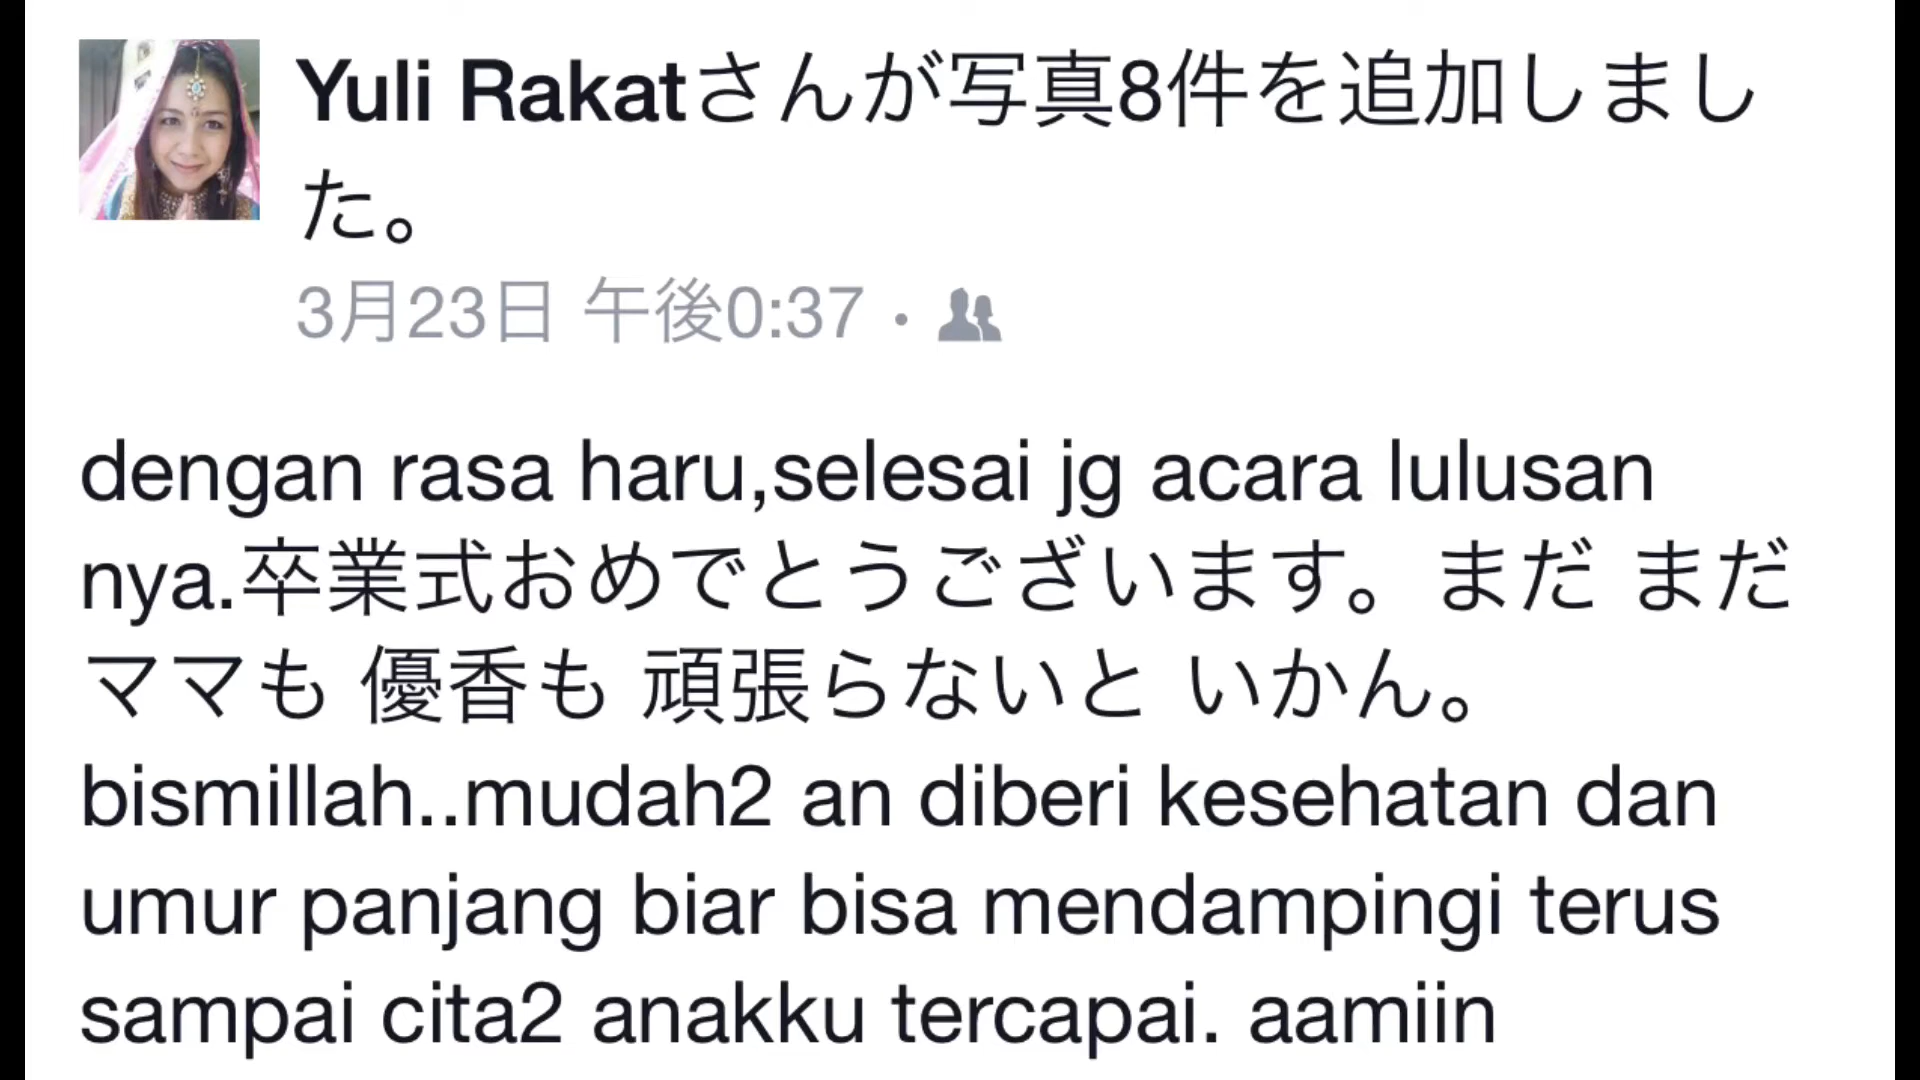 Yuli Rakatさんが写真8件を追加しまし
た。
3月23日 午後0:37 ·
dengan rasa haru,selesai jg acara lulusan
nya.卒業式おめでとうございます。まだ まだ
ママも 優香も 頑張らないと いかん。
bismillah..mudah2 an diberi kesehatan dan
umur panjang biar bisa mendampingi terus
sampai cita2 anakku tercapai. aamiin